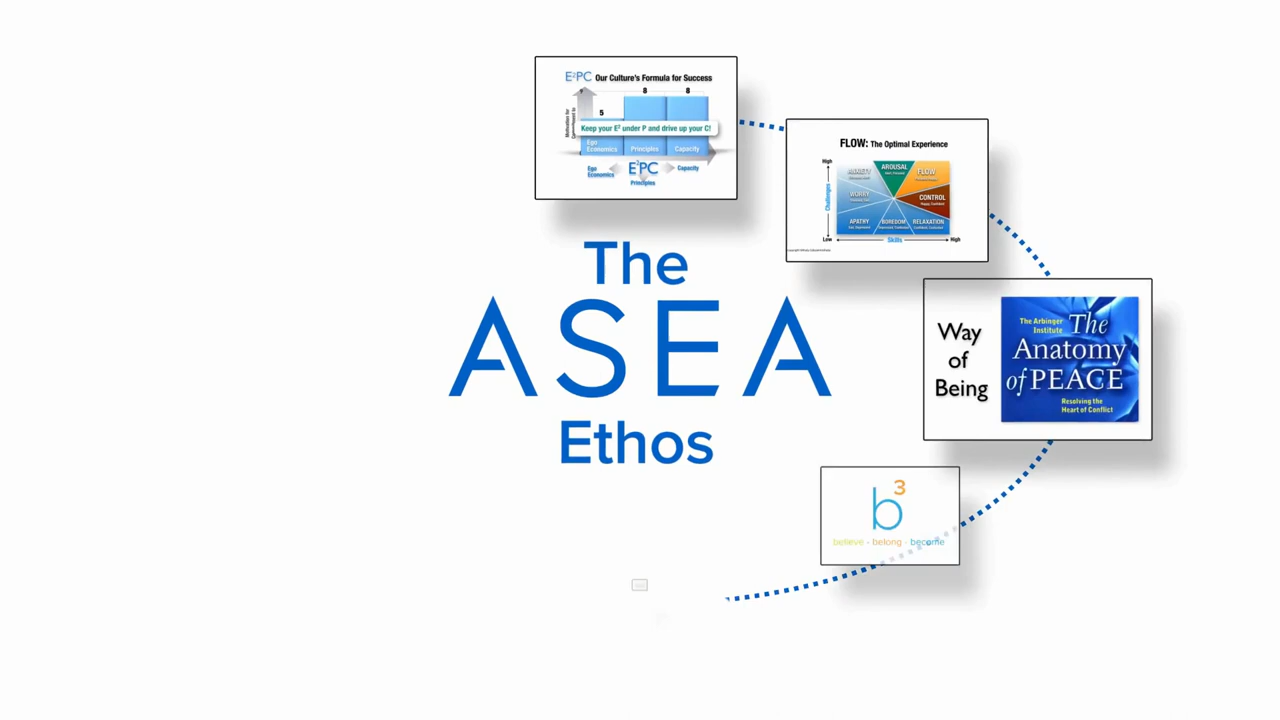 E²PC Our Culture's Formula for Success
8
8
5
Keep your E² under P and drive up your C!
Ego
Economics
Principles
Capacity
Ego
Economics
E²PC
Capacity
Principles
FLOW: The Optimal Experience
High
Challenges
ANXIETY
AROUSAL
FLOW
WORRY
CONTROL
APATHY
BOREDOM
RELAXATION
Low
Skills
High
The
ASEA
Ethos
Way
of
Being
The Arbinger
Institute
The
Anatomy
of PEACE
Resolving the
Heart of Conflict
b³
believe - belong - become